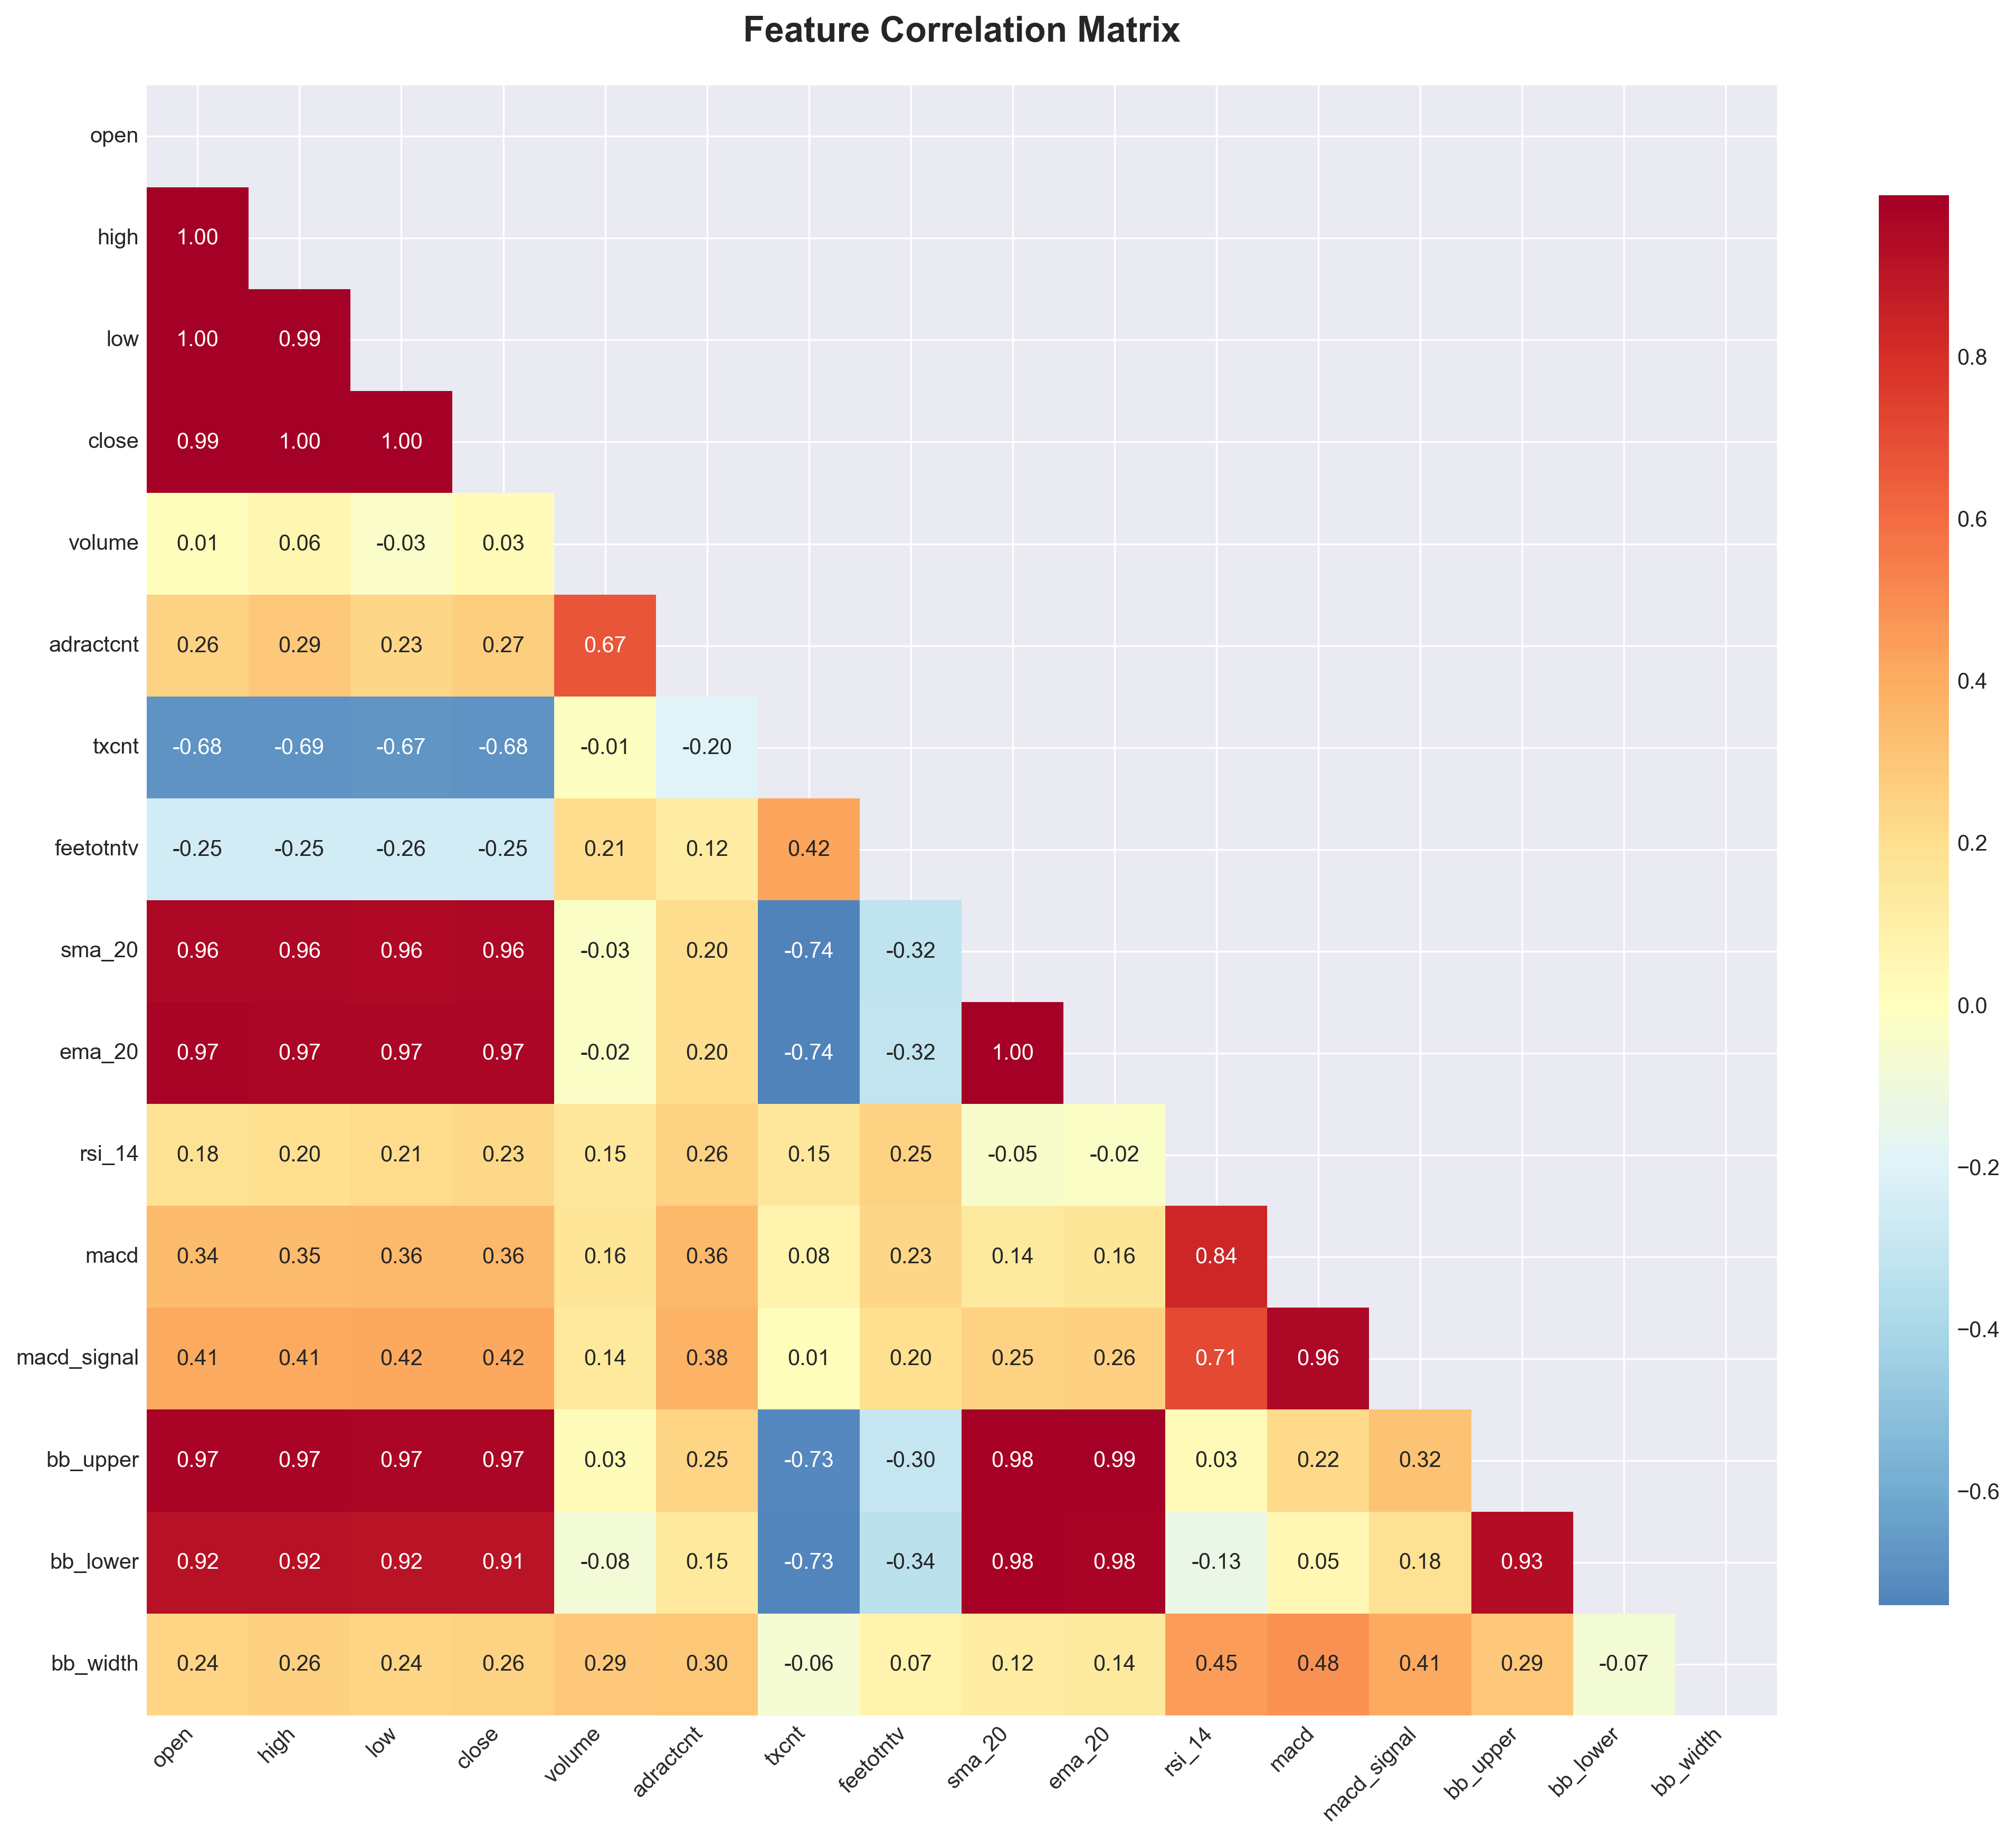 Feature Correlation Matrix
open
high 1.00
low 1.00 0.99
close 0.99 1.00 1.00
volume 0.01 0.06 -0.03 0.03
adractcnt 0.26 0.29 0.23 0.27 0.67
txcnt -0.68 -0.69 -0.67 -0.68 -0.01 -0.20
feetotntv -0.25 -0.25 -0.26 -0.25 0.21 0.12 0.42
sma_20 0.96 0.96 0.96 0.96 -0.03 0.20 -0.74 -0.32
ema_20 0.97 0.97 0.97 0.97 -0.02 0.20 -0.74 -0.32 1.00
rsi_14 0.18 0.20 0.21 0.23 0.15 0.26 0.15 0.25 -0.05 -0.02
macd 0.34 0.35 0.36 0.36 0.16 0.36 0.08 0.23 0.14 0.16 0.84
macd_signal 0.41 0.41 0.42 0.42 0.14 0.38 0.01 0.20 0.25 0.26 0.71 0.96
bb_upper 0.97 0.97 0.97 0.97 0.03 0.25 -0.73 -0.30 0.98 0.99 0.03 0.22 0.32
bb_lower 0.92 0.92 0.92 0.91 -0.08 0.15 -0.73 -0.34 0.98 0.98 -0.13 0.05 0.18 0.93
bb_width 0.24 0.26 0.24 0.26 0.29 0.30 -0.06 0.07 0.12 0.14 0.45 0.48 0.41 0.29 -0.07
open high low close volume adractcnt txcnt feetotntv sma_20 ema_20 rsi_14 macd macd_signal bb_upper bb_lower bb_width
0.8
0.6
0.4
0.2
0.0
−0.2
−0.4
−0.6